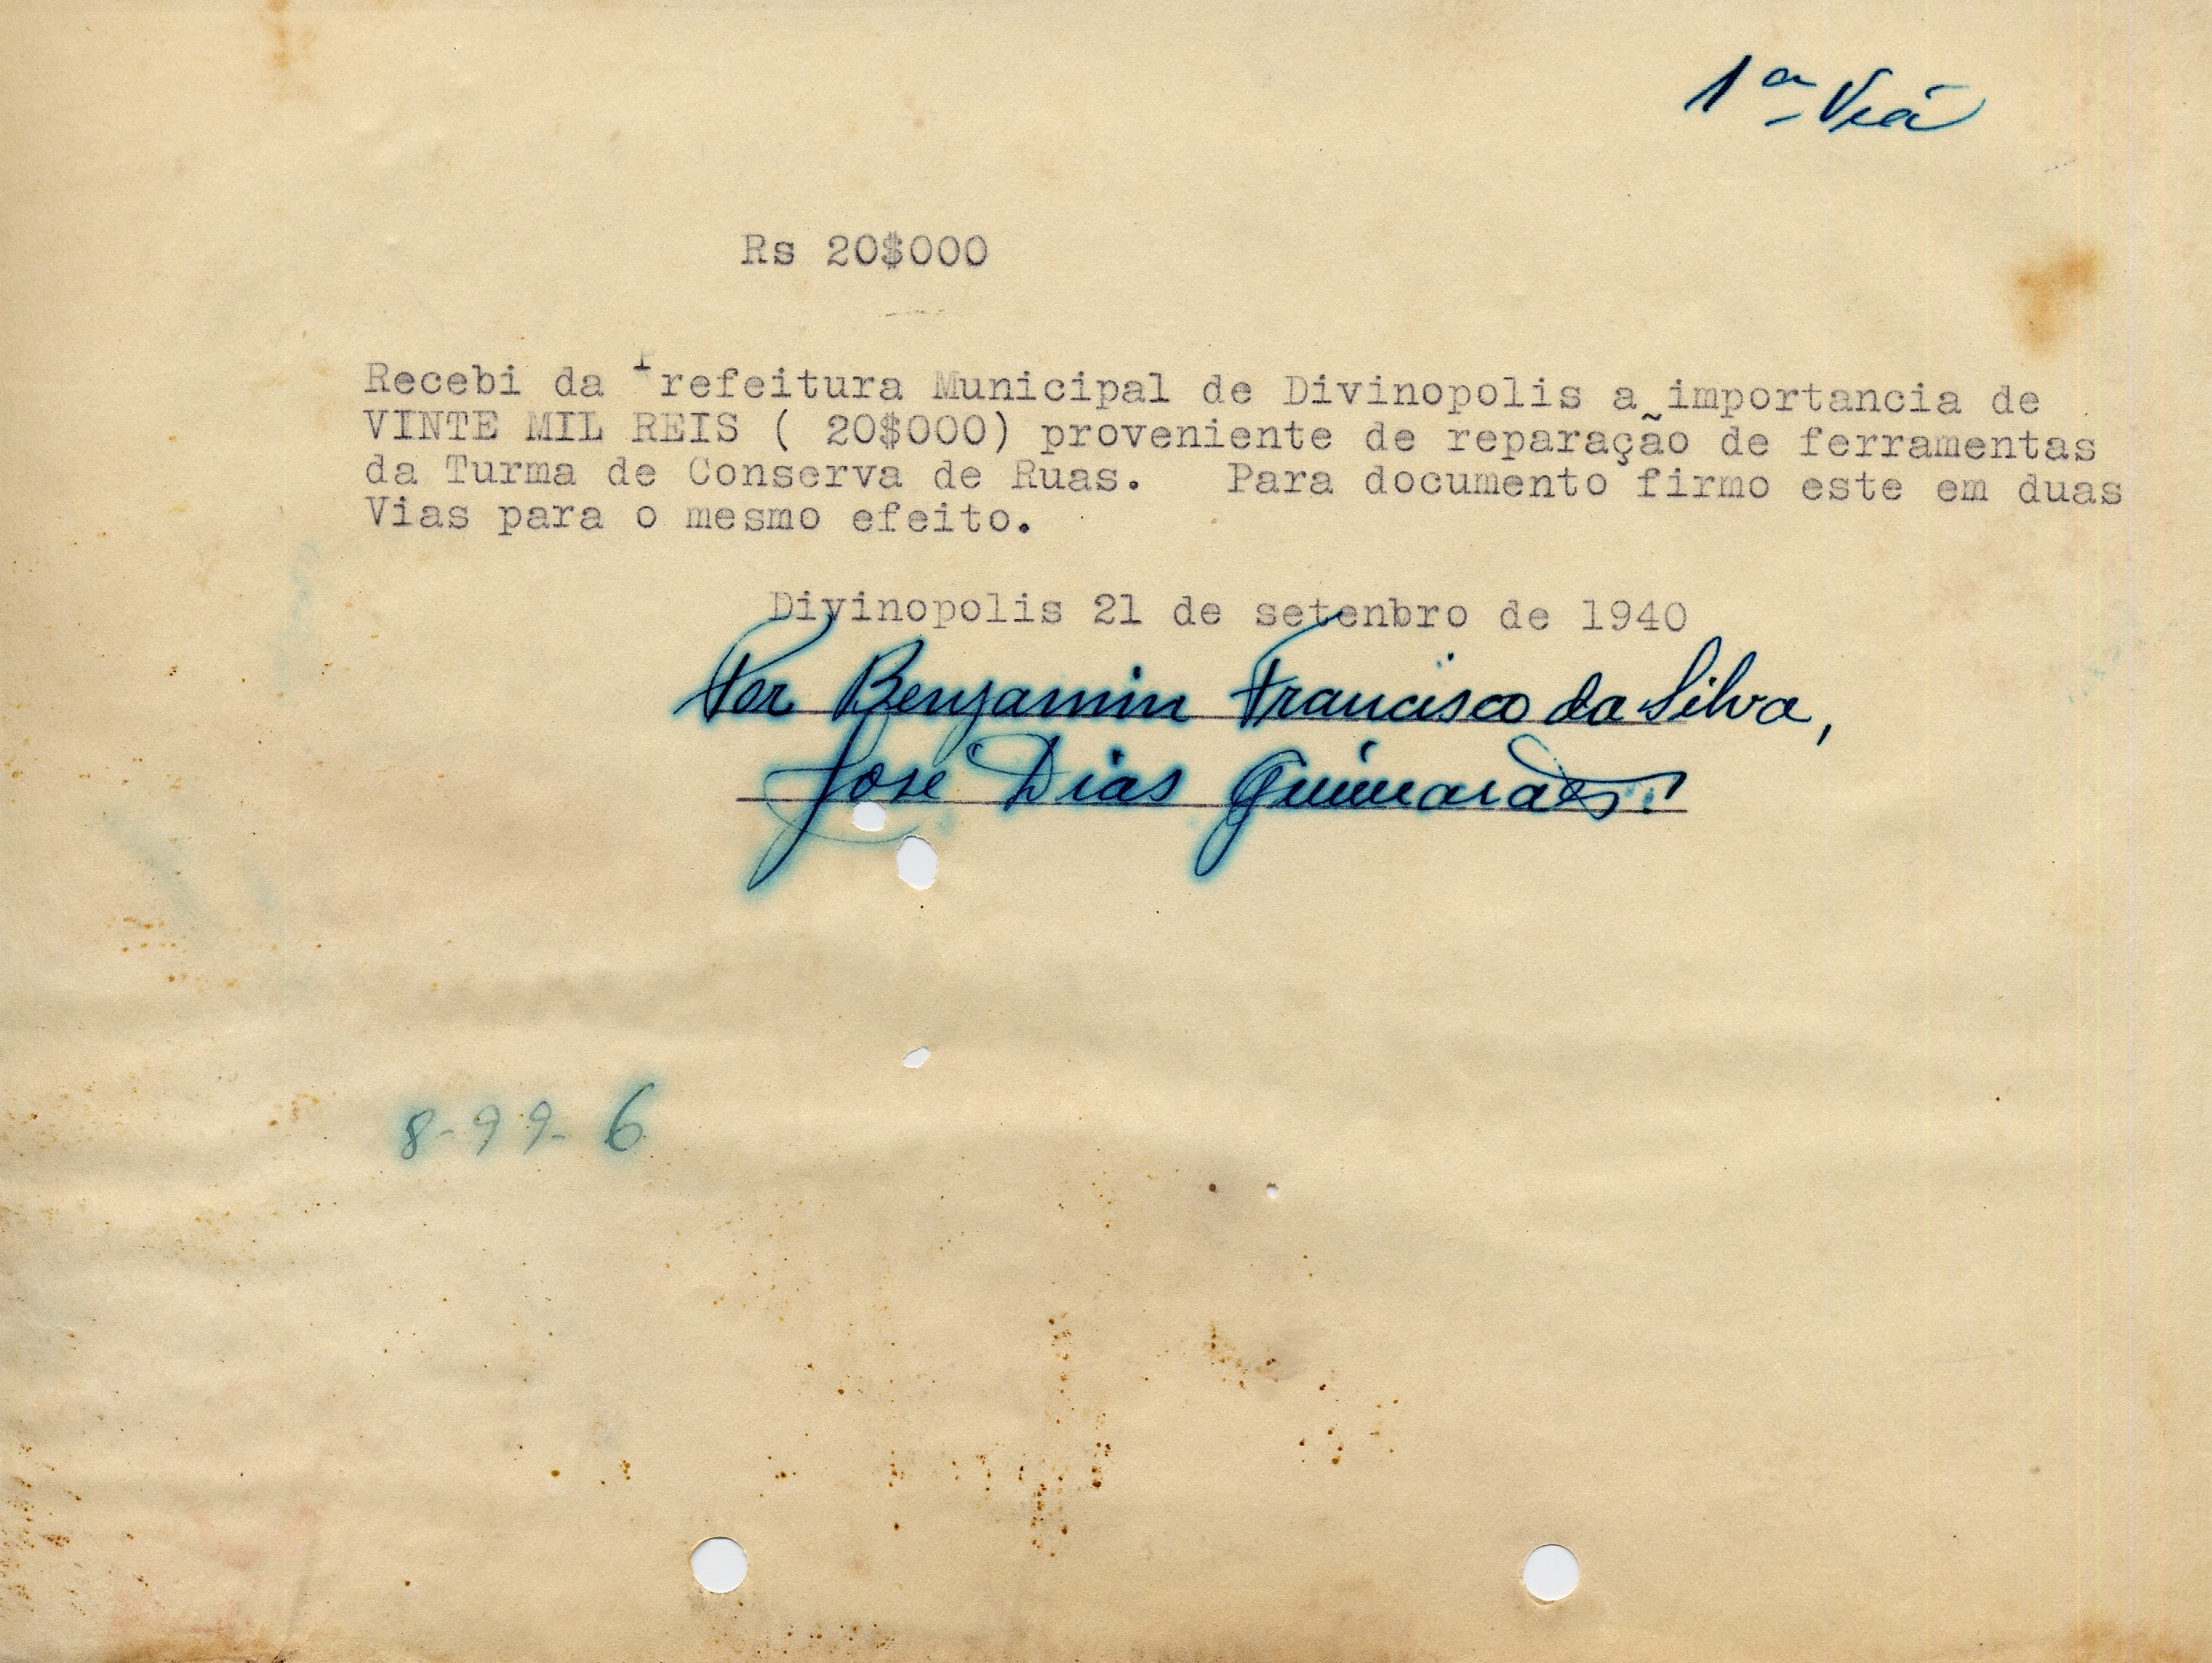 1ª Via
Rs 20$000
Recebi da Prefeitura Municipal de Divinopolis a importancia de
VINTE MIL REIS ( 20$000) proveniente de reparação de ferramentas
da Turma de Conserva de Ruas. Para documento firmo este em duas
Vias para o mesmo efeito.
Divinopolis 21 de setenbro de 1940
Por Benjamin Francisco da Silva,
José Dias Guimarães.
8-99-6